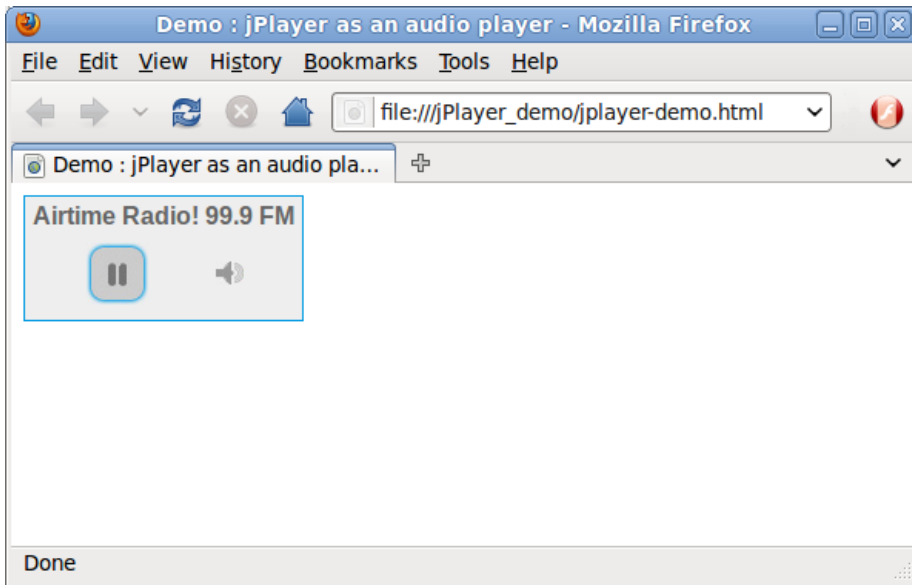 Demo : jPlayer as an audio player - Mozilla Firefox
File Edit View History Bookmarks Tools Help
file:///jPlayer_demo/jplayer-demo.html
Demo : jPlayer as an audio pla...
Airtime Radio! 99.9 FM
Done